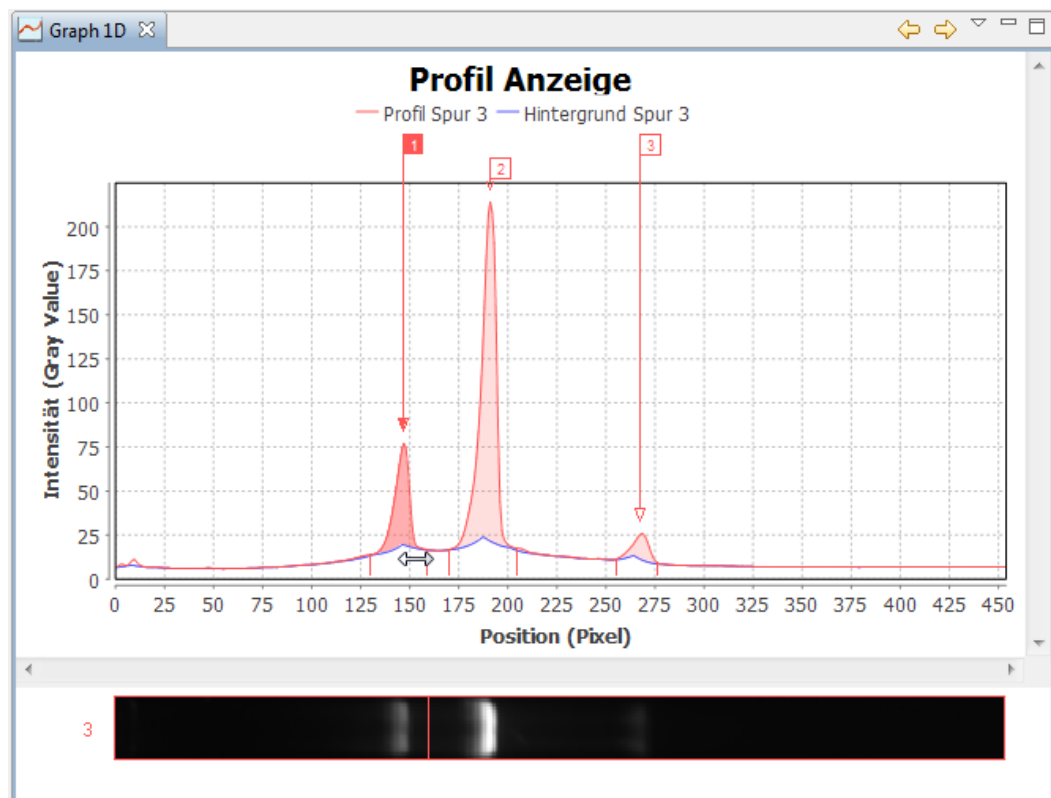 Graph 1D
Profil Anzeige
Profil Spur 3 Hintergrund Spur 3
1
2
3
Intensität (Gray Value)
200
175
150
125
100
75
50
25
0
0 25 50 75 100 125 150 175 200 225 250 275 300 325 350 375 400 425 450
Position (Pixel)
3